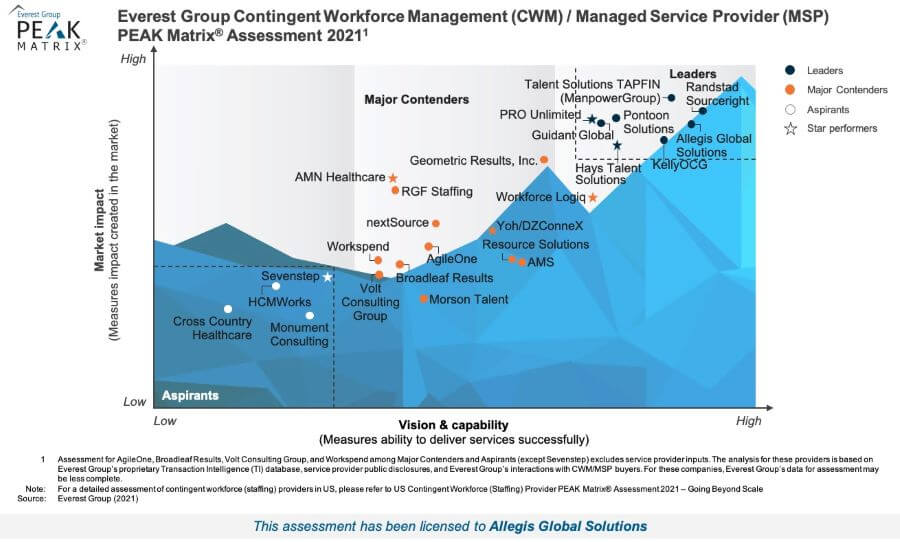 Everest Group
PEAK
MATRIX®
Everest Group Contingent Workforce Management (CWM) / Managed Service Provider (MSP)
PEAK Matrix® Assessment 2021¹
High
Market impact
(Measures impact created in the market)
Low
Major Contenders
Leaders
Talent Solutions TAPFIN
(ManpowerGroup)
Randstad
Sourceright
PRO Unlimited
Pontoon
Solutions
Guidant Global
Allegis Global
Solutions
Hays Talent
Solutions
KellyOCG
Geometric Results, Inc.
AMN Healthcare
RGF Staffing
Workforce Logiq
nextSource
Yoh/DZConneX
Workspend
AgileOne
Resource Solutions
AMS
Broadleaf Results
Volt
Consulting
Group
Morson Talent
Sevenstep
HCMWorks
Cross Country
Healthcare
Monument
Consulting
Aspirants
Leaders
Major Contenders
Aspirants
Star performers
Low
Vision & capability
(Measures ability to deliver services successfully)
High
1 Assessment for AgileOne, Broadleaf Results, Volt Consulting Group, and Workspend among Major Contenders and Aspirants (except Sevenstep) excludes service provider inputs. The analysis for these providers is based on
Everest Group's proprietary Transaction Intelligence (TI) database, service provider public disclosures, and Everest Group's interactions with CWM/MSP buyers. For these companies, Everest Group's data for assessment may
be less complete.
Note: For a detailed assessment of contingent workforce (staffing) providers in US, please refer to US Contingent Workforce (Staffing) Provider PEAK Matrix® Assessment 2021 – Going Beyond Scale
Source: Everest Group (2021)
This assessment has been licensed to Allegis Global Solutions